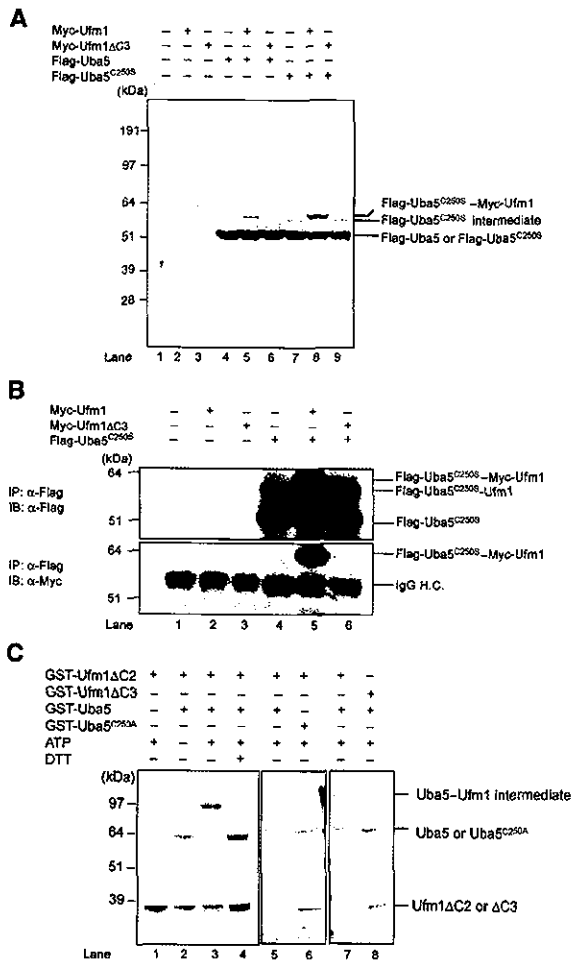 A
Myc-Ufm1 – + – – + – – + –
Myc-Ufm1ΔC3 – – + – – + – – +
Flag-Uba5 – – – + + + – – –
Flag-Uba5C250S – – – – – – + + +
(kDa)
191
97
64
51
39
28
Flag-Uba5C250S –Myc-Ufm1
Flag-Uba5C250S intermediate
Flag-Uba5 or Flag-Uba5C250S
Lane 1 2 3 4 5 6 7 8 9
B
Myc-Ufm1 – + – – + –
Myc-Ufm1ΔC3 – – + – – +
Flag-Uba5C250S – – – + + +
(kDa)
64
51
IP: α-Flag
IB: α-Flag
Flag-Uba5C250S–Myc-Ufm1
Flag-Uba5C250S-Ufm1
Flag-Uba5C250S
64
51
IP: α-Flag
IB: α-Myc
Flag-Uba5C250S–Myc-Ufm1
IgG H.C.
Lane 1 2 3 4 5 6
C
GST-Ufm1ΔC2 + + + + + + + –
GST-Ufm1ΔC3 – – – – – – – +
GST-Uba5 – + + + + – + +
GST-Uba5C250A – – – – – + – –
ATP + – + + + + + +
DTT – – – + – – – –
(kDa)
97
64
51
39
Uba5–Ufm1 intermediate
Uba5 or Uba5C250A
Ufm1ΔC2 or ΔC3
Lane 1 2 3 4 5 6 7 8